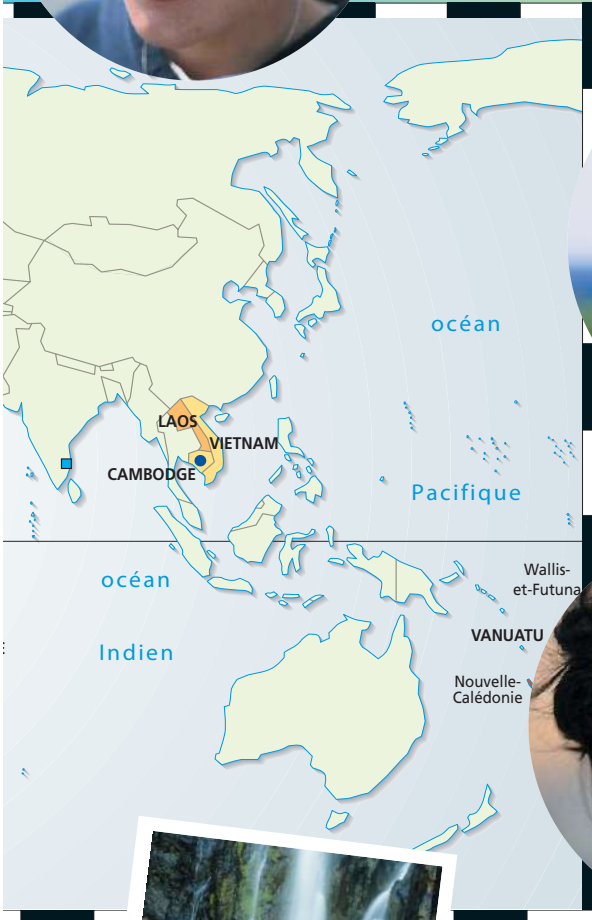 océan
LAOS
VIETNAM
CAMBODGE
Pacifique
océan
Wallis-
et-Futuna
VANUATU
Indien
Nouvelle-
Calédonie